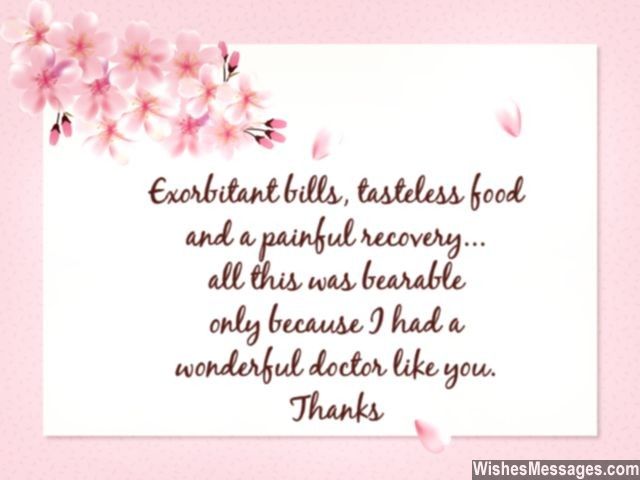 Exorbitant bills, tasteless food
and a painful recovery...
all this was bearable
only because I had a
wonderful doctor like you.
Thanks
WishesMessages.com